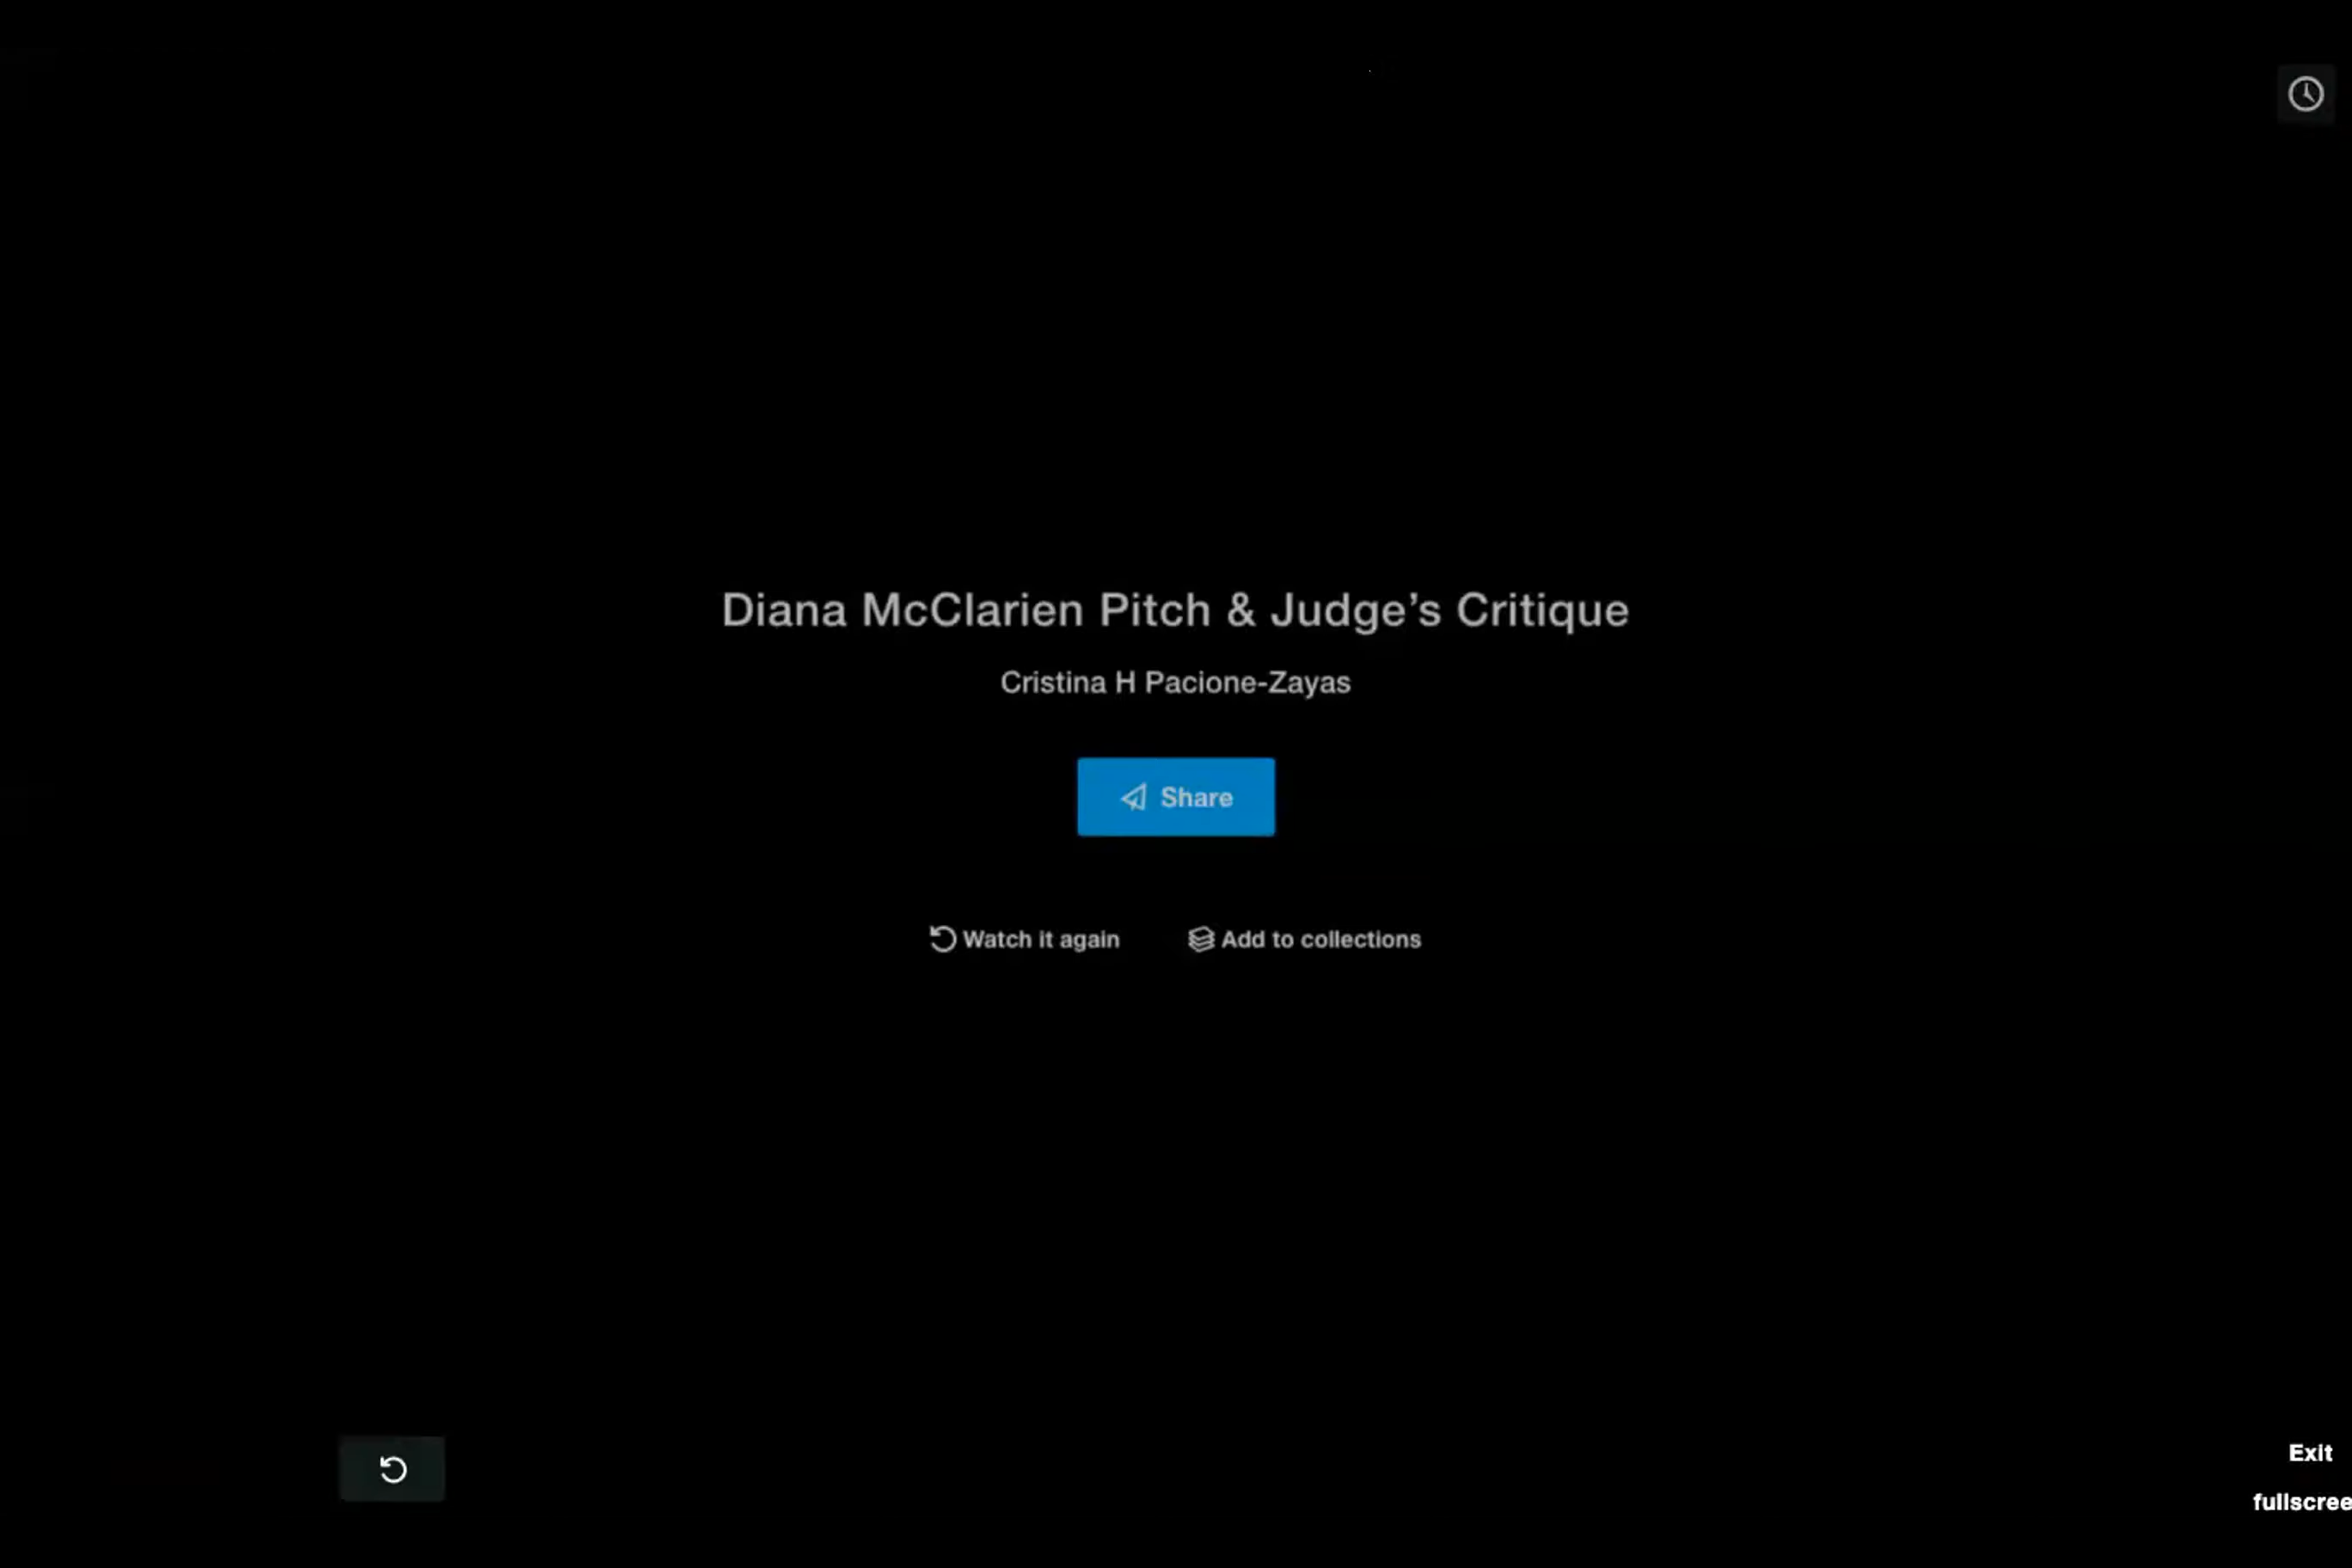 Diana McClarien Pitch & Judge’s Critique
Cristina H Pacione-Zayas
Share
Watch it again
Add to collections
Exit
fullscree